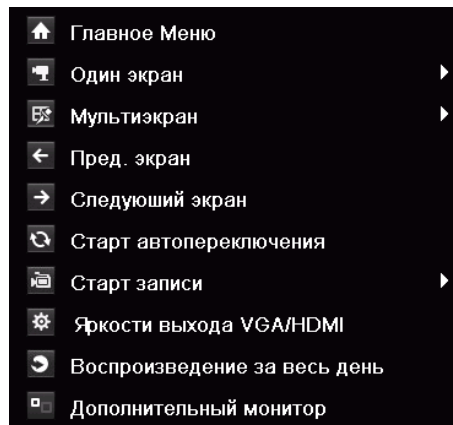 Главное Меню
Один экран
Мультиэкран
Пред. экран
Следуюший экран
Старт автопереключения
Старт записи
Яркости выхода VGA/HDMI
Воспроизведение за весь день
Дополнительный монитор